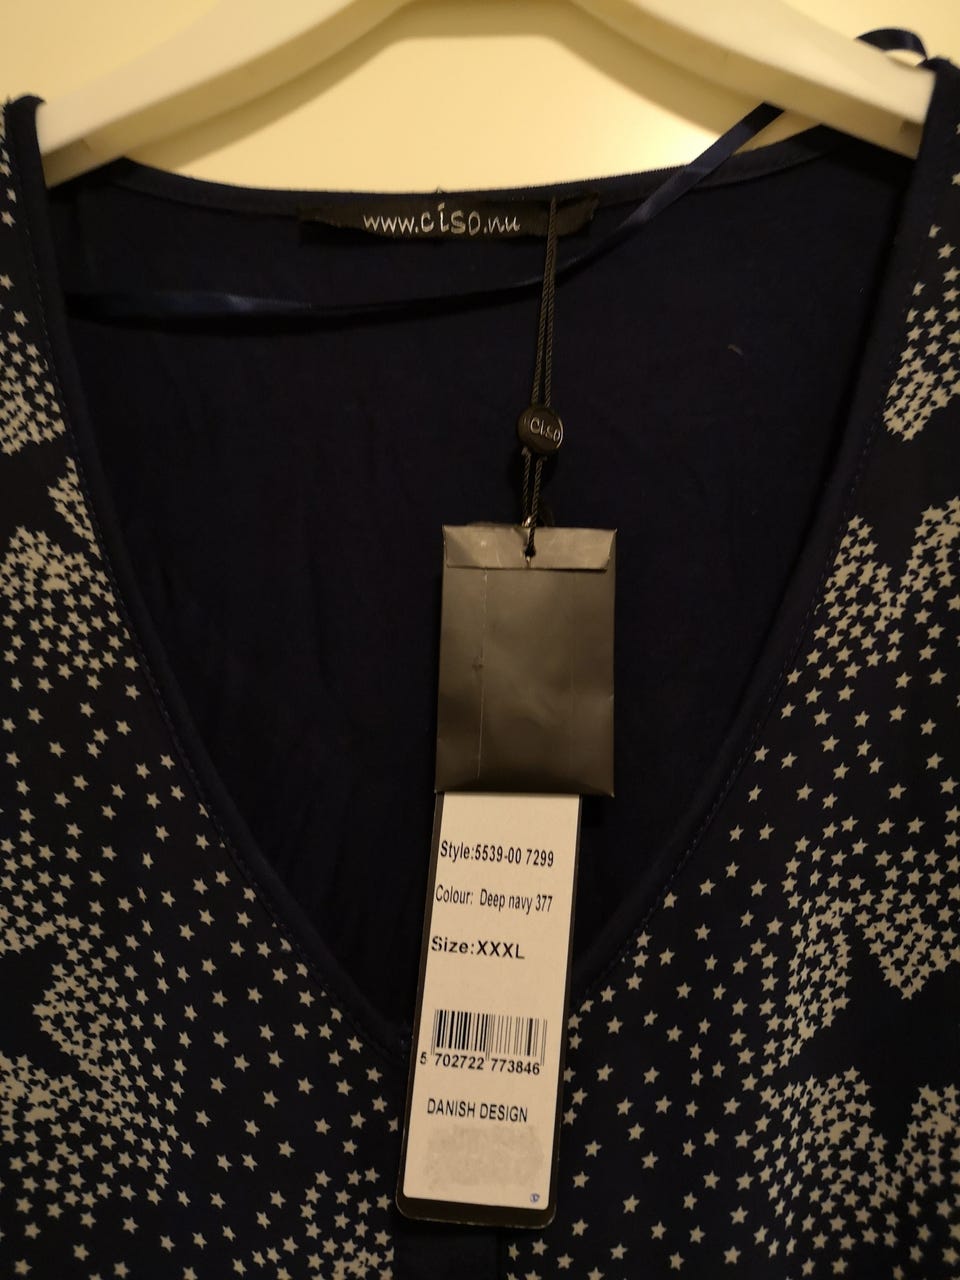 www.ciso.nu
Ciso
Style:5539-00 7299
Colour: Deep navy 377
Size:XXXL
5 702722 773846
DANISH DESIGN